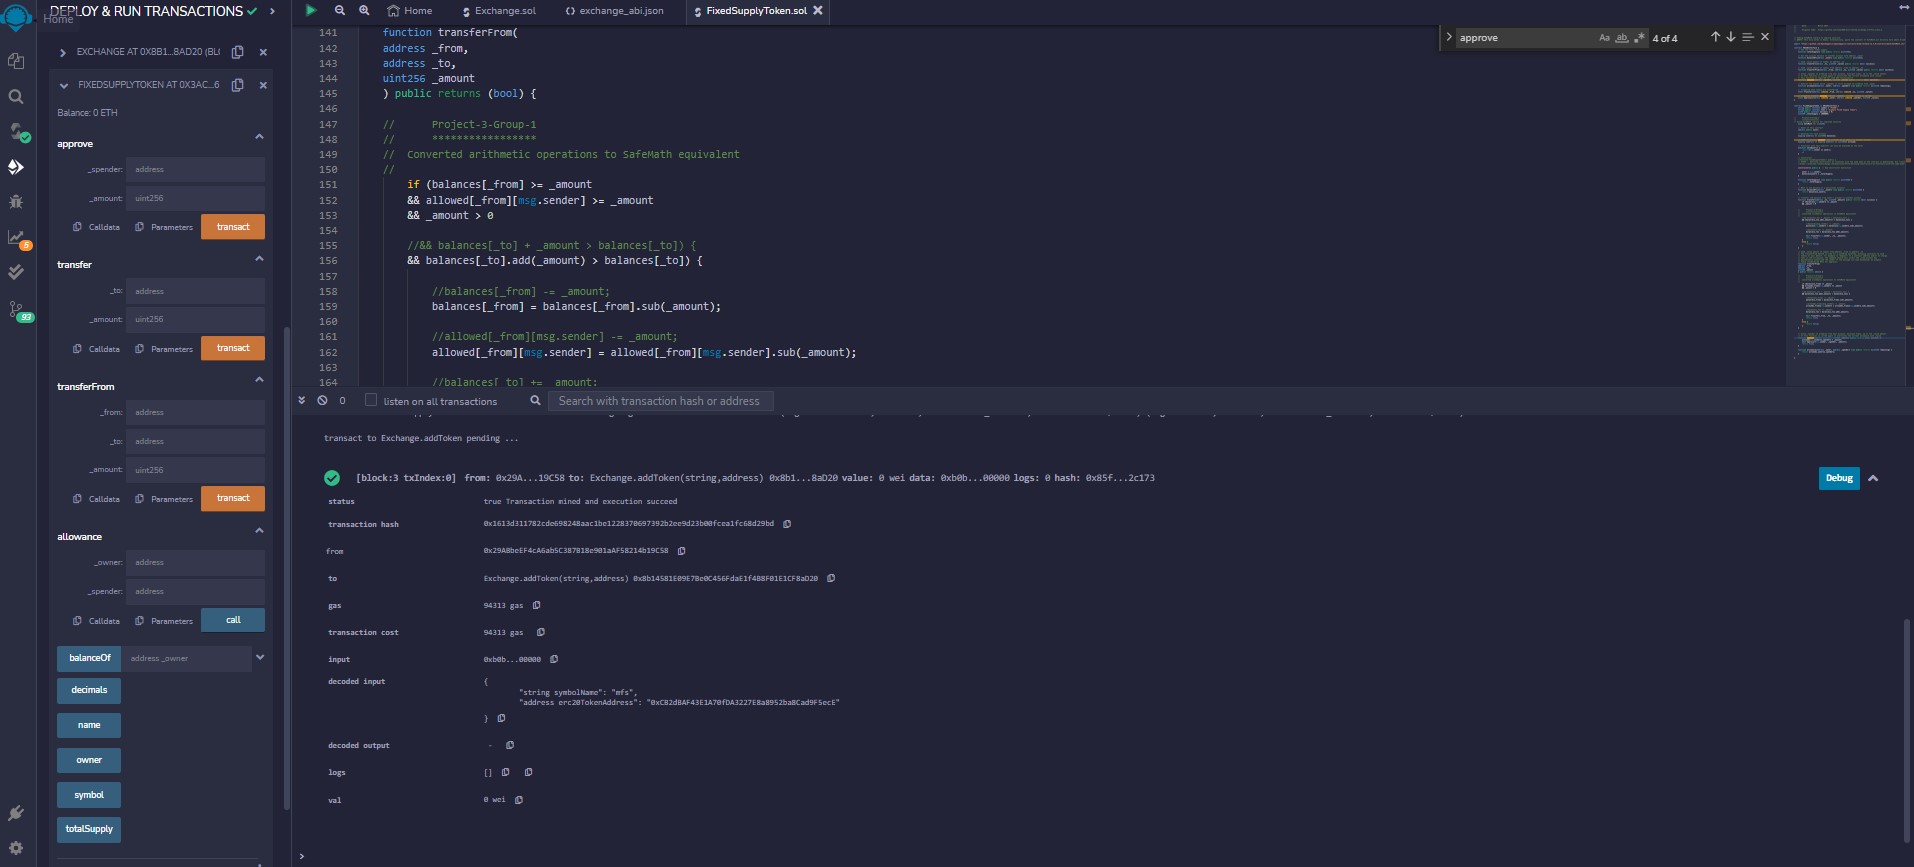 DEPLOY & RUN TRANSACTIONS
Home
EXCHANGE AT 0X8B1...8AD20 (BL
FIXEDSUPPLYTOKEN AT 0X3AC...6
Balance: 0 ETH
approve
_spender: address
_amount: uint256
Calldata Parameters transact
transfer
_to: address
_amount: uint256
Calldata Parameters transact
transferFrom
_from: address
_to: address
_amount: uint256
Calldata Parameters transact
allowance
_owner: address
_spender: address
Calldata Parameters call
balanceOf address _owner
decimals
name
owner
symbol
totalSupply
5
93
Home Exchange.sol exchange_abi.json FixedSupplyToken.sol
approve Aa ab 4 of 4
141 function transferFrom(
142 address _from,
143 address _to,
144 uint256 _amount
145 ) public returns (bool) {
146
147 // Project-3-Group-1
148 // *****************
149 // Converted arithmetic operations to SafeMath equivalent
150 //
151 if (balances[_from] >= _amount
152 && allowed[_from][msg.sender] >= _amount
153 && _amount > 0
154
155 //&& balances[_to] + _amount > balances[_to]) {
156 && balances[_to].add(_amount) > balances[_to]) {
157
158 //balances[_from] -= _amount;
159 balances[_from] = balances[_from].sub(_amount);
160
161 //allowed[_from][msg.sender] -= _amount;
162 allowed[_from][msg.sender] = allowed[_from][msg.sender].sub(_amount);
163
164 //balances[_to] += _amount;
0 listen on all transactions Search with transaction hash or address
transact to Exchange.addToken pending ...
[block:3 txIndex:0] from: 0x29A...19C58 to: Exchange.addToken(string,address) 0x8b1...8aD20 value: 0 wei data: 0xb0b...00000 logs: 0 hash: 0x85f...2c173
Debug
status true Transaction mined and execution succeed
transaction hash 0x1613d311782cde698248aac1be1228370697392b2ee9d23b00fcea1fc68d29bd
from 0x29ABbeEF4cA6ab5C387B18e901aAF58214b19C58
to Exchange.addToken(string,address) 0x8b14581E09E7Be0C456FdaE1f4B8F01E1CF8aD20
gas 94313 gas
transaction cost 94313 gas
input 0xb0b...00000
decoded input {
"string symbolName": "mfs",
"address erc20TokenAddress": "0xCB2dBAF43E1A70fDA3227E8a8952ba8Cad9F5ecE"
}
decoded output -
logs []
val 0 wei
>